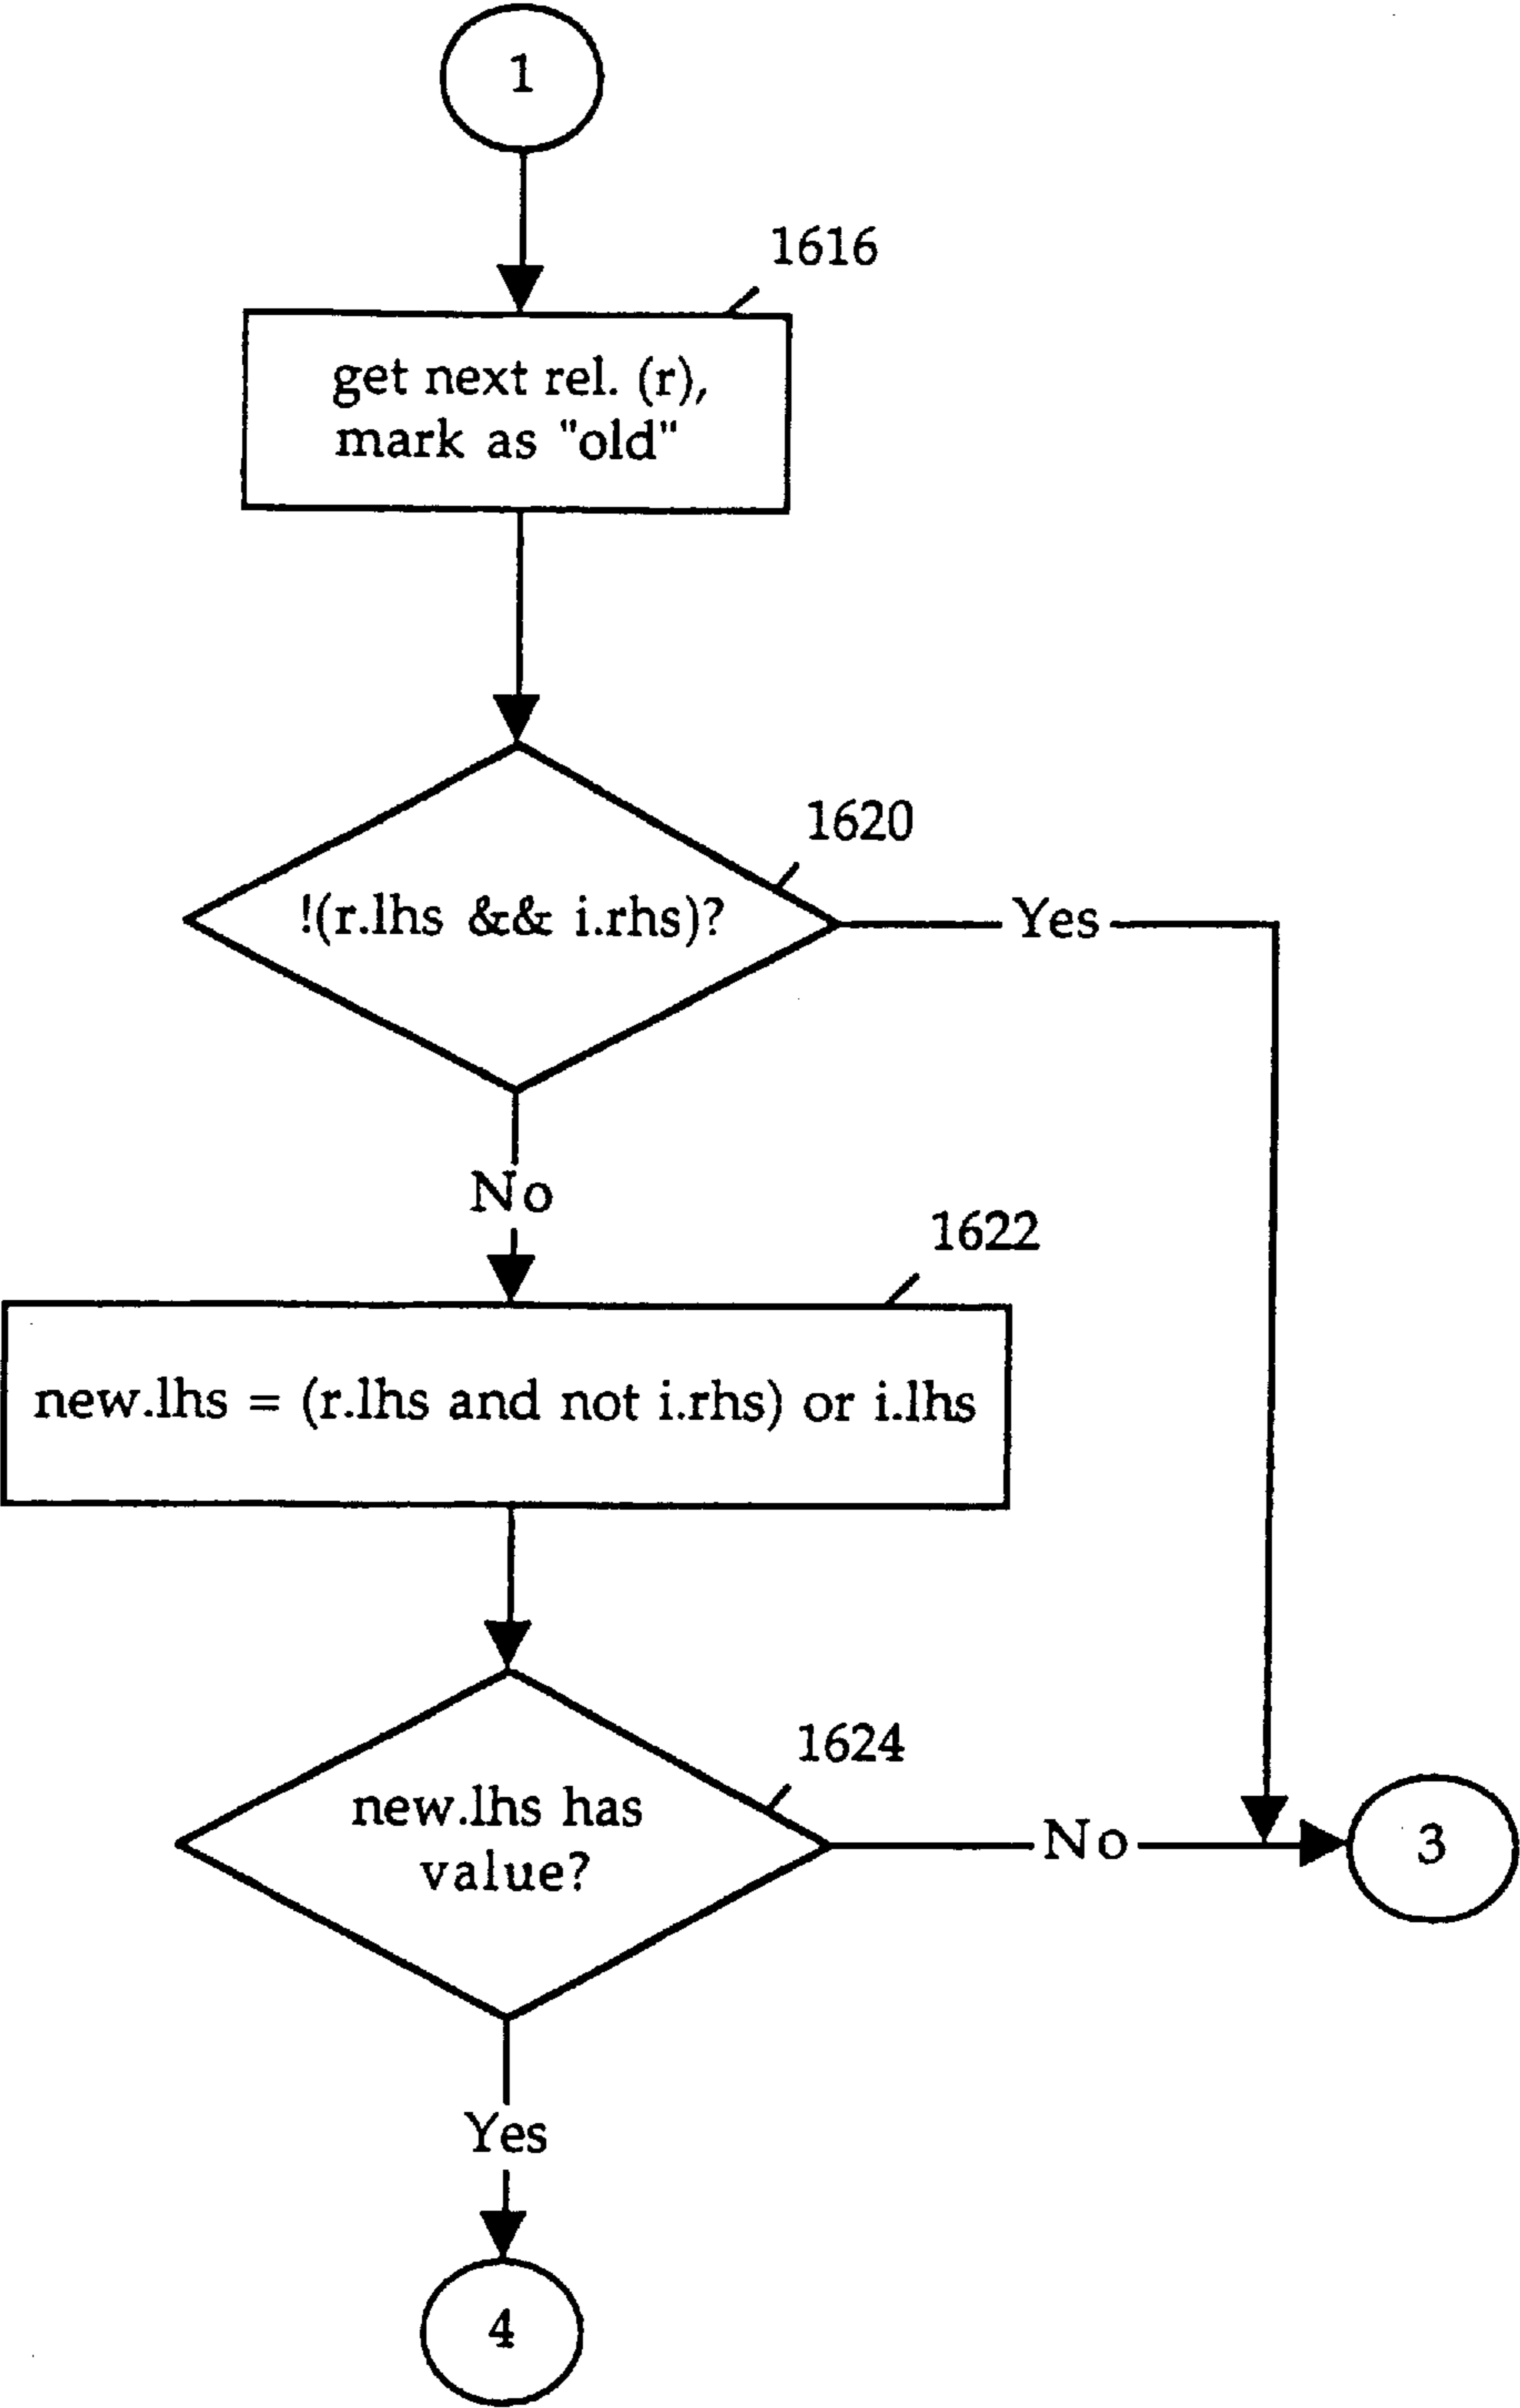 1
1616
get next rel. (r),
mark as "old"
1620
!(r.lhs && i.rhs)?
Yes
No
1622
new.lhs = (r.lhs and not i.rhs) or i.lhs
1624
new.lhs has
value?
No
3
Yes
4